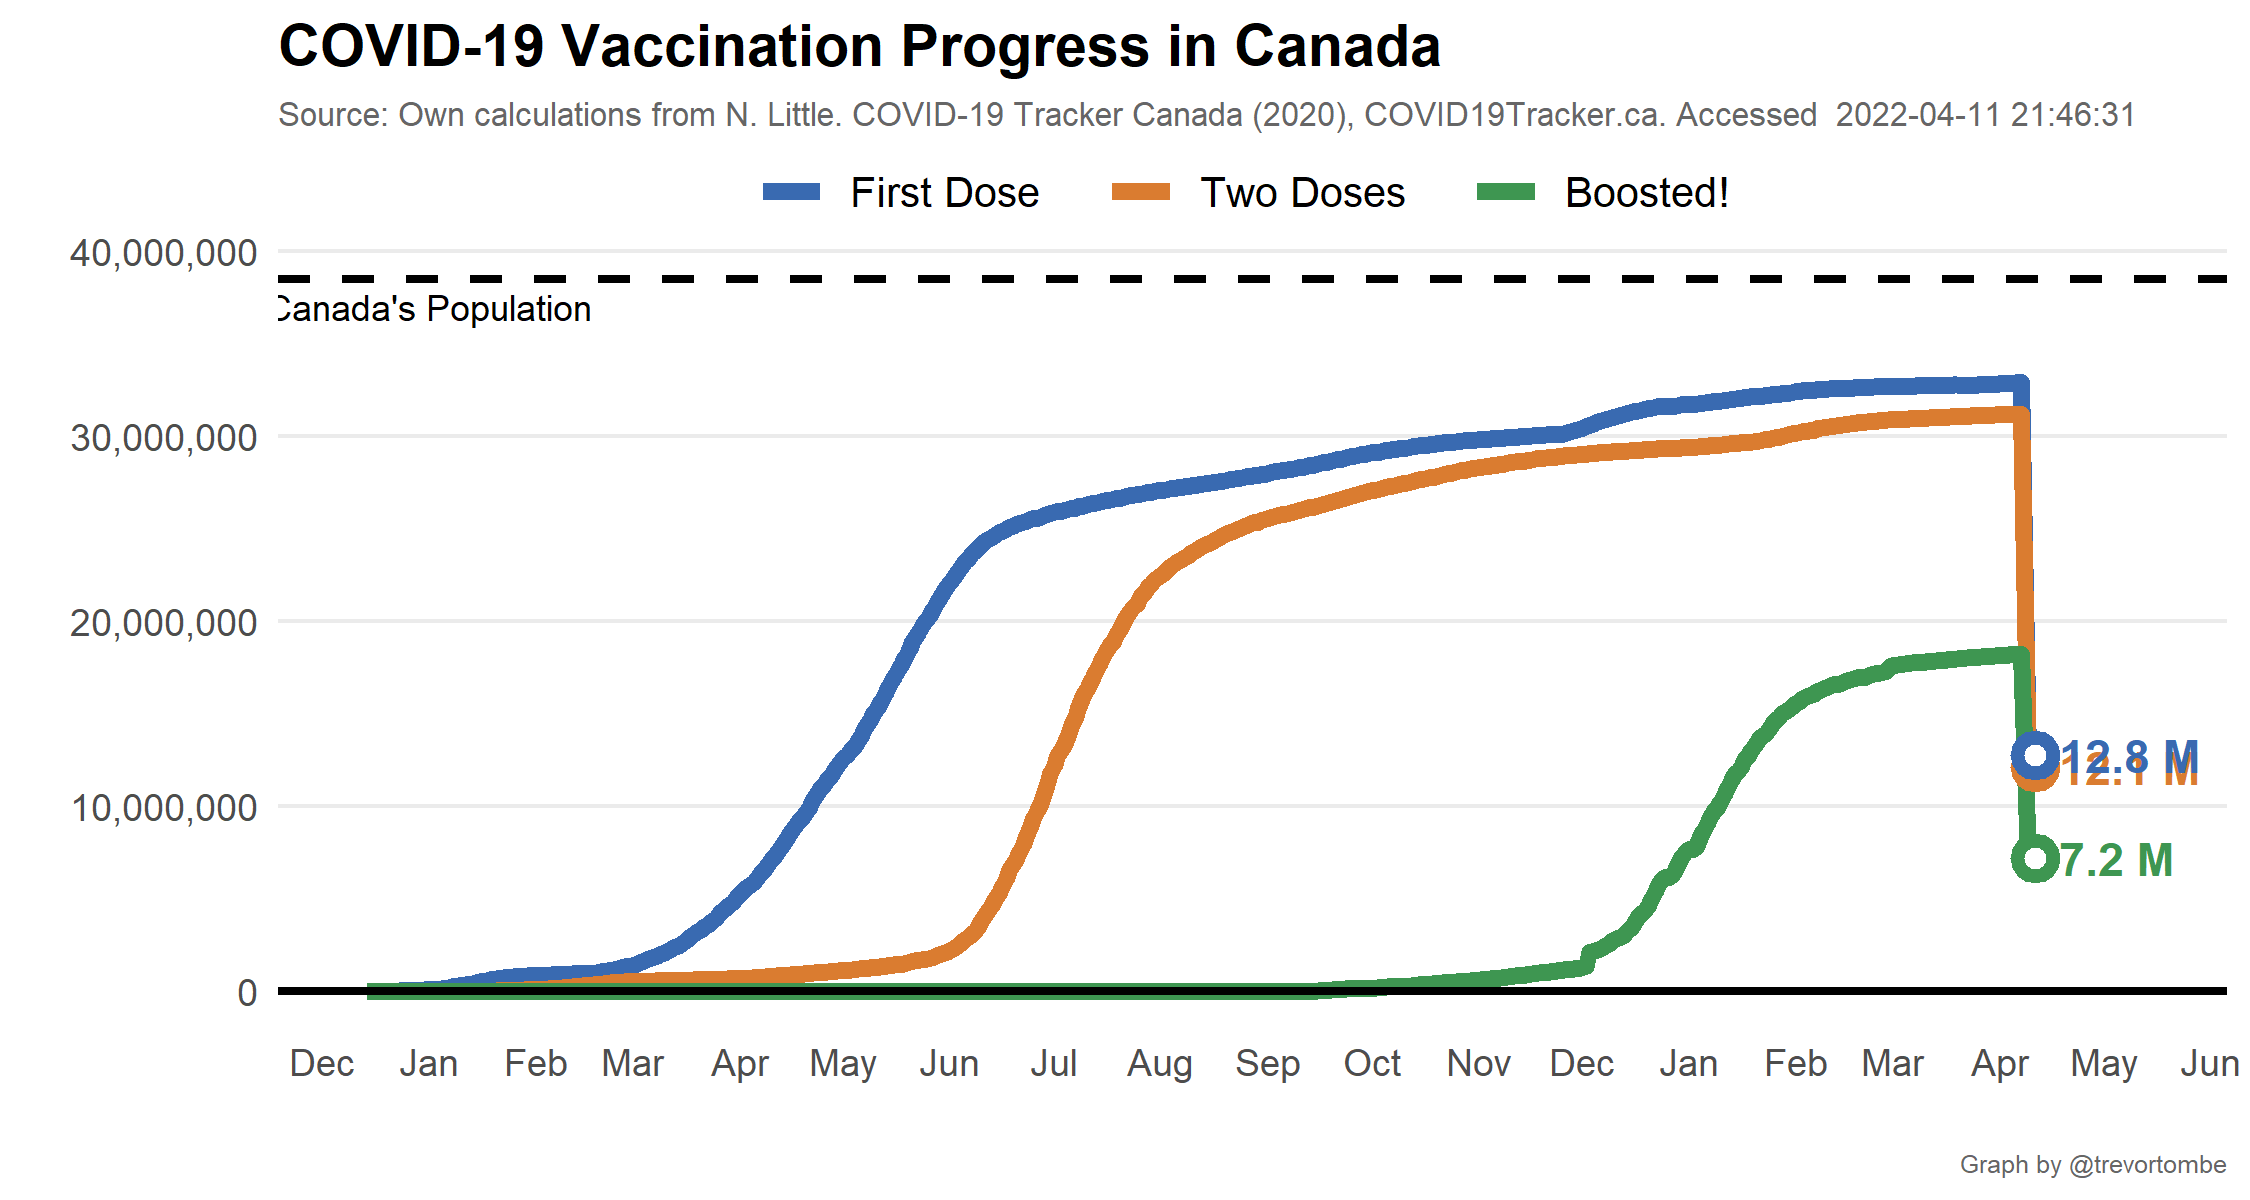 COVID-19 Vaccination Progress in Canada
Source: Own calculations from N. Little. COVID-19 Tracker Canada (2020), COVID19Tracker.ca. Accessed  2022-04-11 21:46:31
First Dose Two Doses Boosted!
40,000,000
Canada's Population
30,000,000
20,000,000
12.8 M
12.1 M
10,000,000
7.2 M
0
Dec Jan Feb Mar Apr May Jun Jul Aug Sep Oct Nov Dec Jan Feb Mar Apr May Jun
Graph by @trevortombe